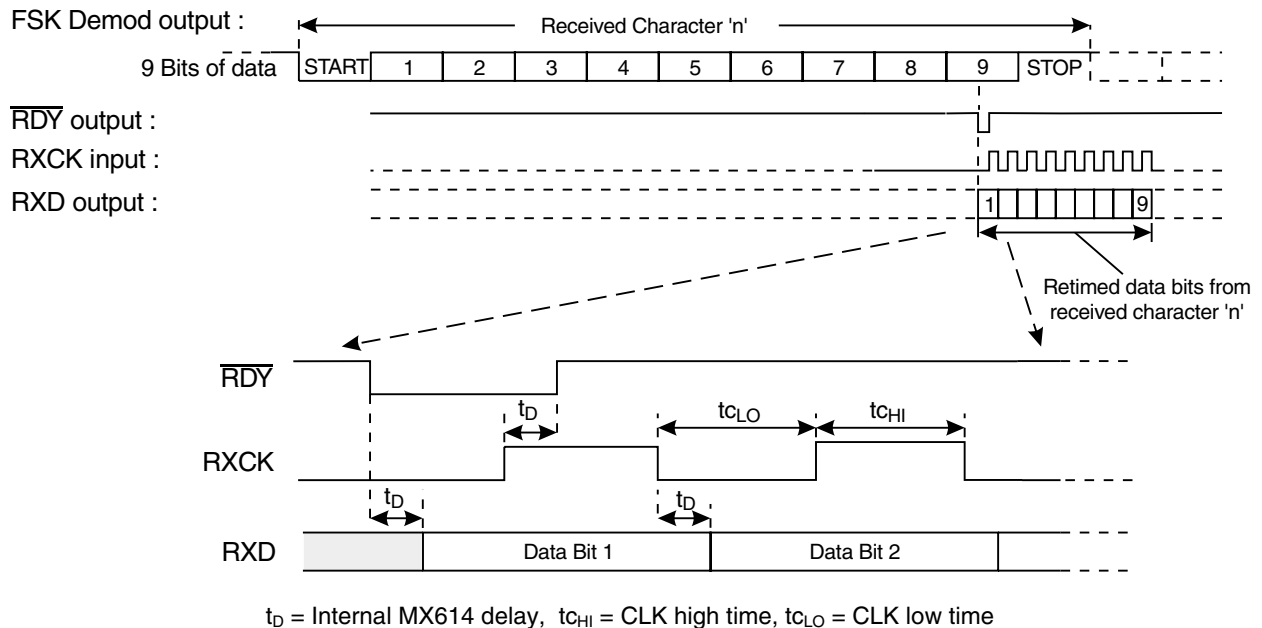 FSK Demod output :
Received Character 'n'
9 Bits of data
START 1 2 3 4 5 6 7 8 9 STOP
RDY output :
RXCK input :
RXD output :
1 9
Retimed data bits from
received character 'n'
RDY
tD
tcLO
tcHI
RXCK
tD
tD
RXD
Data Bit 1
Data Bit 2
tD = Internal MX614 delay, tcHI = CLK high time, tcLO = CLK low time